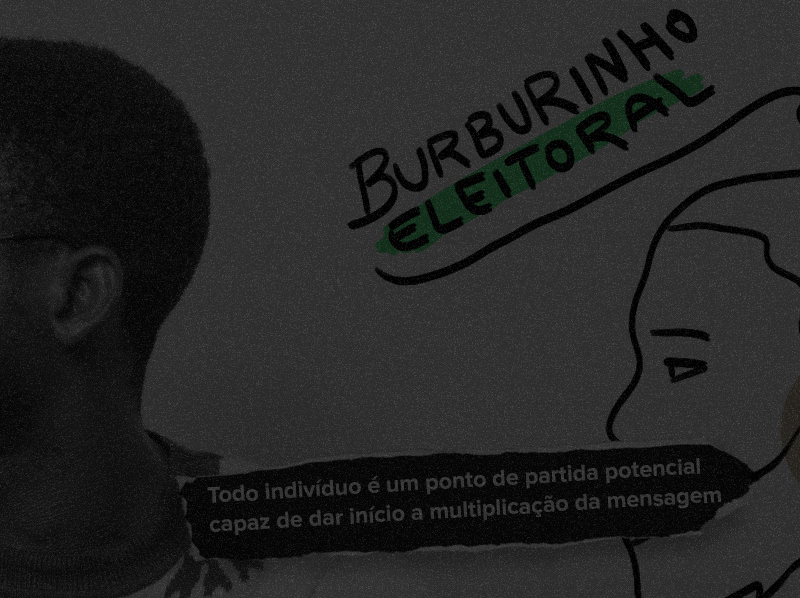 BURBURINHO
ELEITORAL
Todo indivíduo é um ponto de partida potencial
capaz de dar início a multiplicação da mensagem